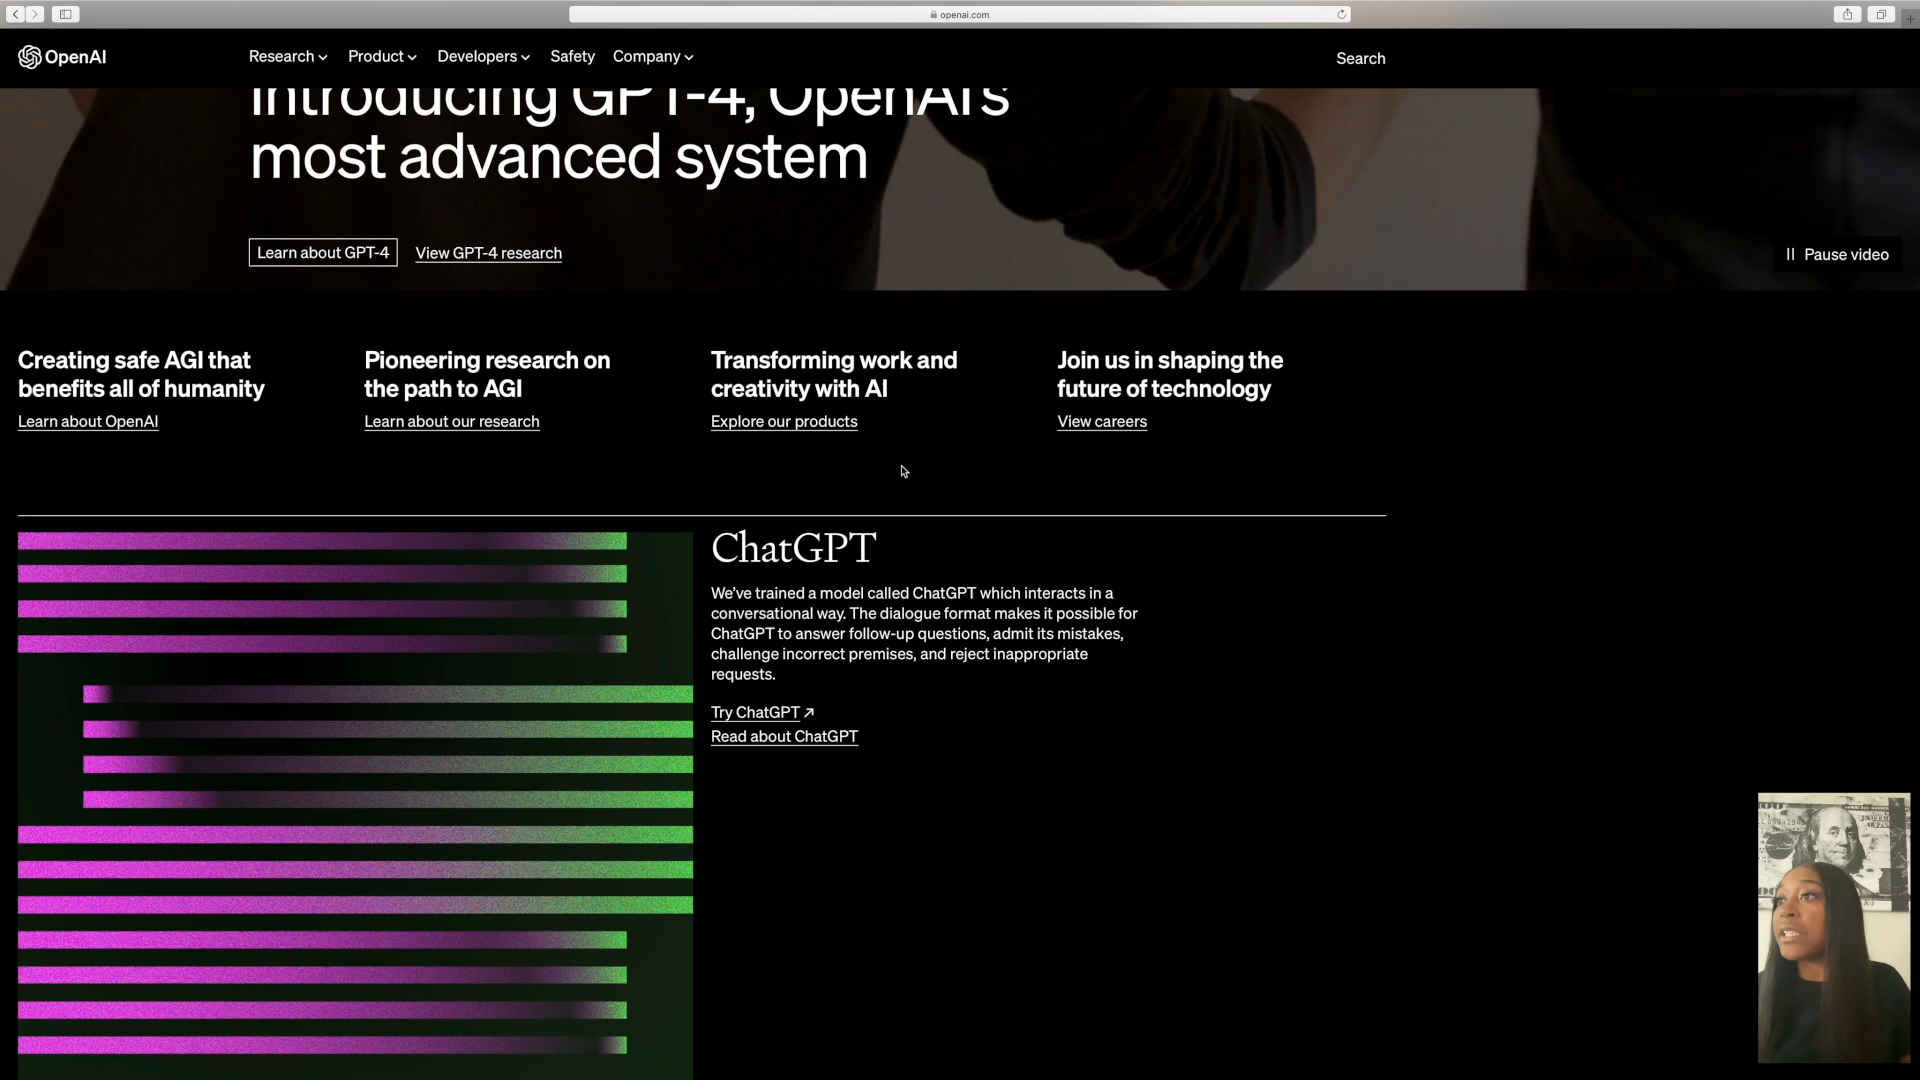 openai.com
OpenAI
Research
Product
Developers
Safety
Company
Search
Introducing GPT-4, OpenAI's
most advanced system
Learn about GPT-4
View GPT-4 research
Pause video
Creating safe AGI that
benefits all of humanity
Learn about OpenAI
Pioneering research on
the path to AGI
Learn about our research
Transforming work and
creativity with AI
Explore our products
Join us in shaping the
future of technology
View careers
ChatGPT
We've trained a model called ChatGPT which interacts in a
conversational way. The dialogue format makes it possible for
ChatGPT to answer follow-up questions, admit its mistakes,
challenge incorrect premises, and reject inappropriate
requests.
Try ChatGPT ↗
Read about ChatGPT